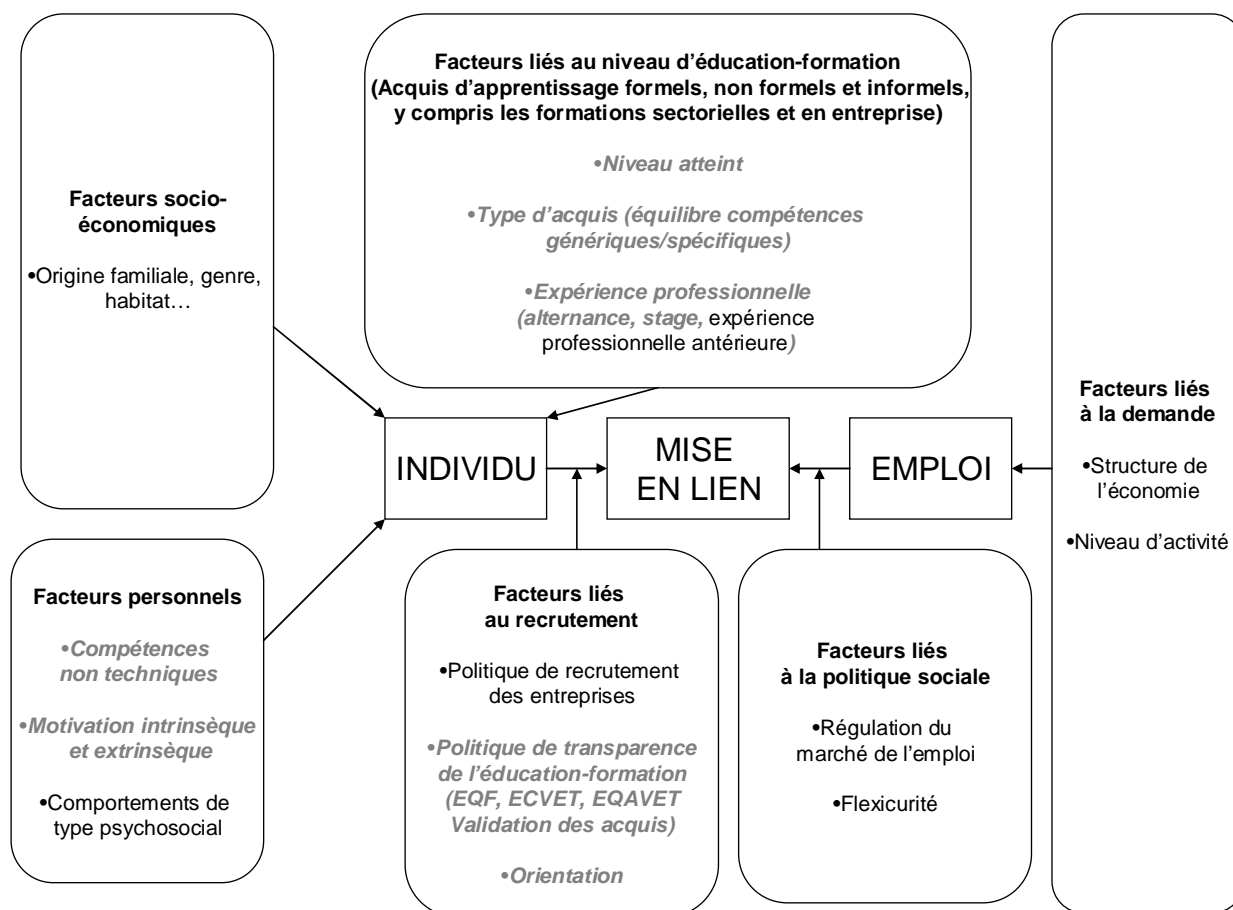 Facteurs socio-
économiques
•Origine familiale, genre,
habitat…
Facteurs liés au niveau d’éducation-formation
(Acquis d’apprentissage formels, non formels et informels,
y compris les formations sectorielles et en entreprise)
•Niveau atteint
•Type d’acquis (équilibre compétences
génériques/spécifiques)
•Expérience professionnelle
(alternance, stage, expérience
professionnelle antérieure)
Facteurs liés
à la demande
•Structure de
l’économie
•Niveau d’activité
INDIVIDU
MISE
EN LIEN
EMPLOI
Facteurs personnels
•Compétences
non techniques
•Motivation intrinsèque
et extrinsèque
•Comportements de
type psychosocial
Facteurs liés
au recrutement
•Politique de recrutement
des entreprises
•Politique de transparence
de l’éducation-formation
(EQF, ECVET, EQAVET
Validation des acquis)
•Orientation
Facteurs liés
à la politique sociale
•Régulation du
marché de l’emploi
•Flexicurité